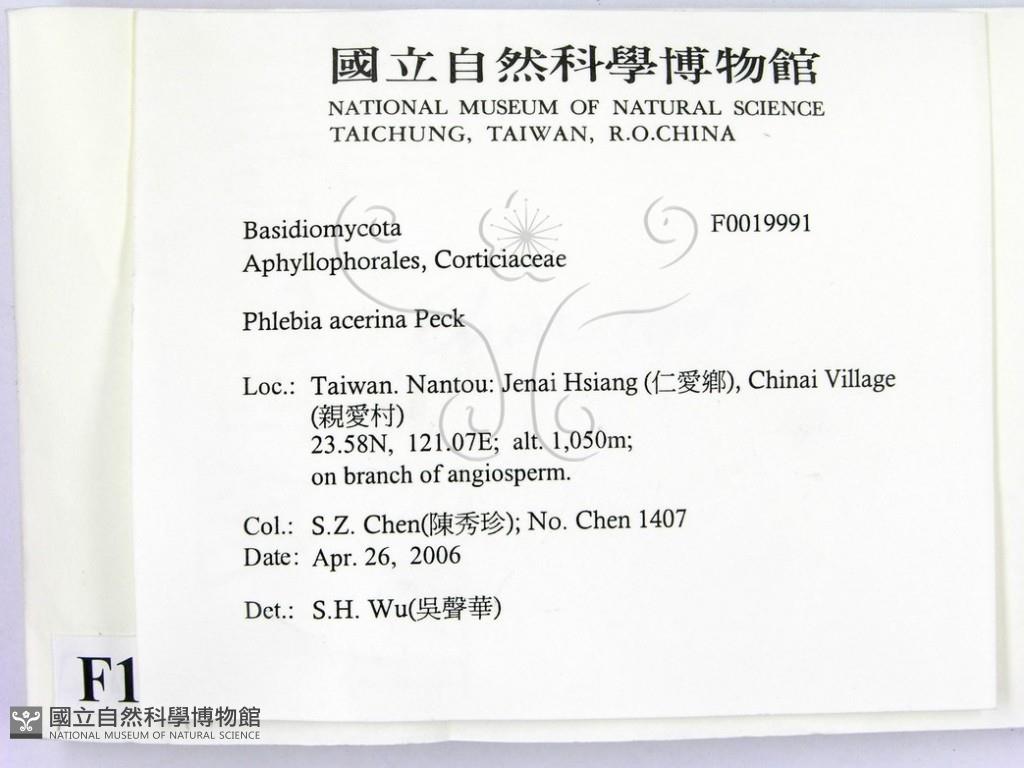 國立自然科學博物館
NATIONAL MUSEUM OF NATURAL SCIENCE
TAICHUNG, TAIWAN, R.O.CHINA
Basidiomycota F0019991
Aphyllophorales, Corticiaceae
Phlebia acerina Peck
Loc.: Taiwan. Nantou: Jenai Hsiang (仁愛鄉), Chinai Village
(親愛村)
23.58N, 121.07E; alt. 1,050m;
on branch of angiosperm.
Col.: S.Z. Chen(陳秀珍); No. Chen 1407
Date: Apr. 26, 2006
Det.: S.H. Wu(吳聲華)
F1
國立自然科學博物館
NATIONAL MUSEUM OF NATURAL SCIENCE